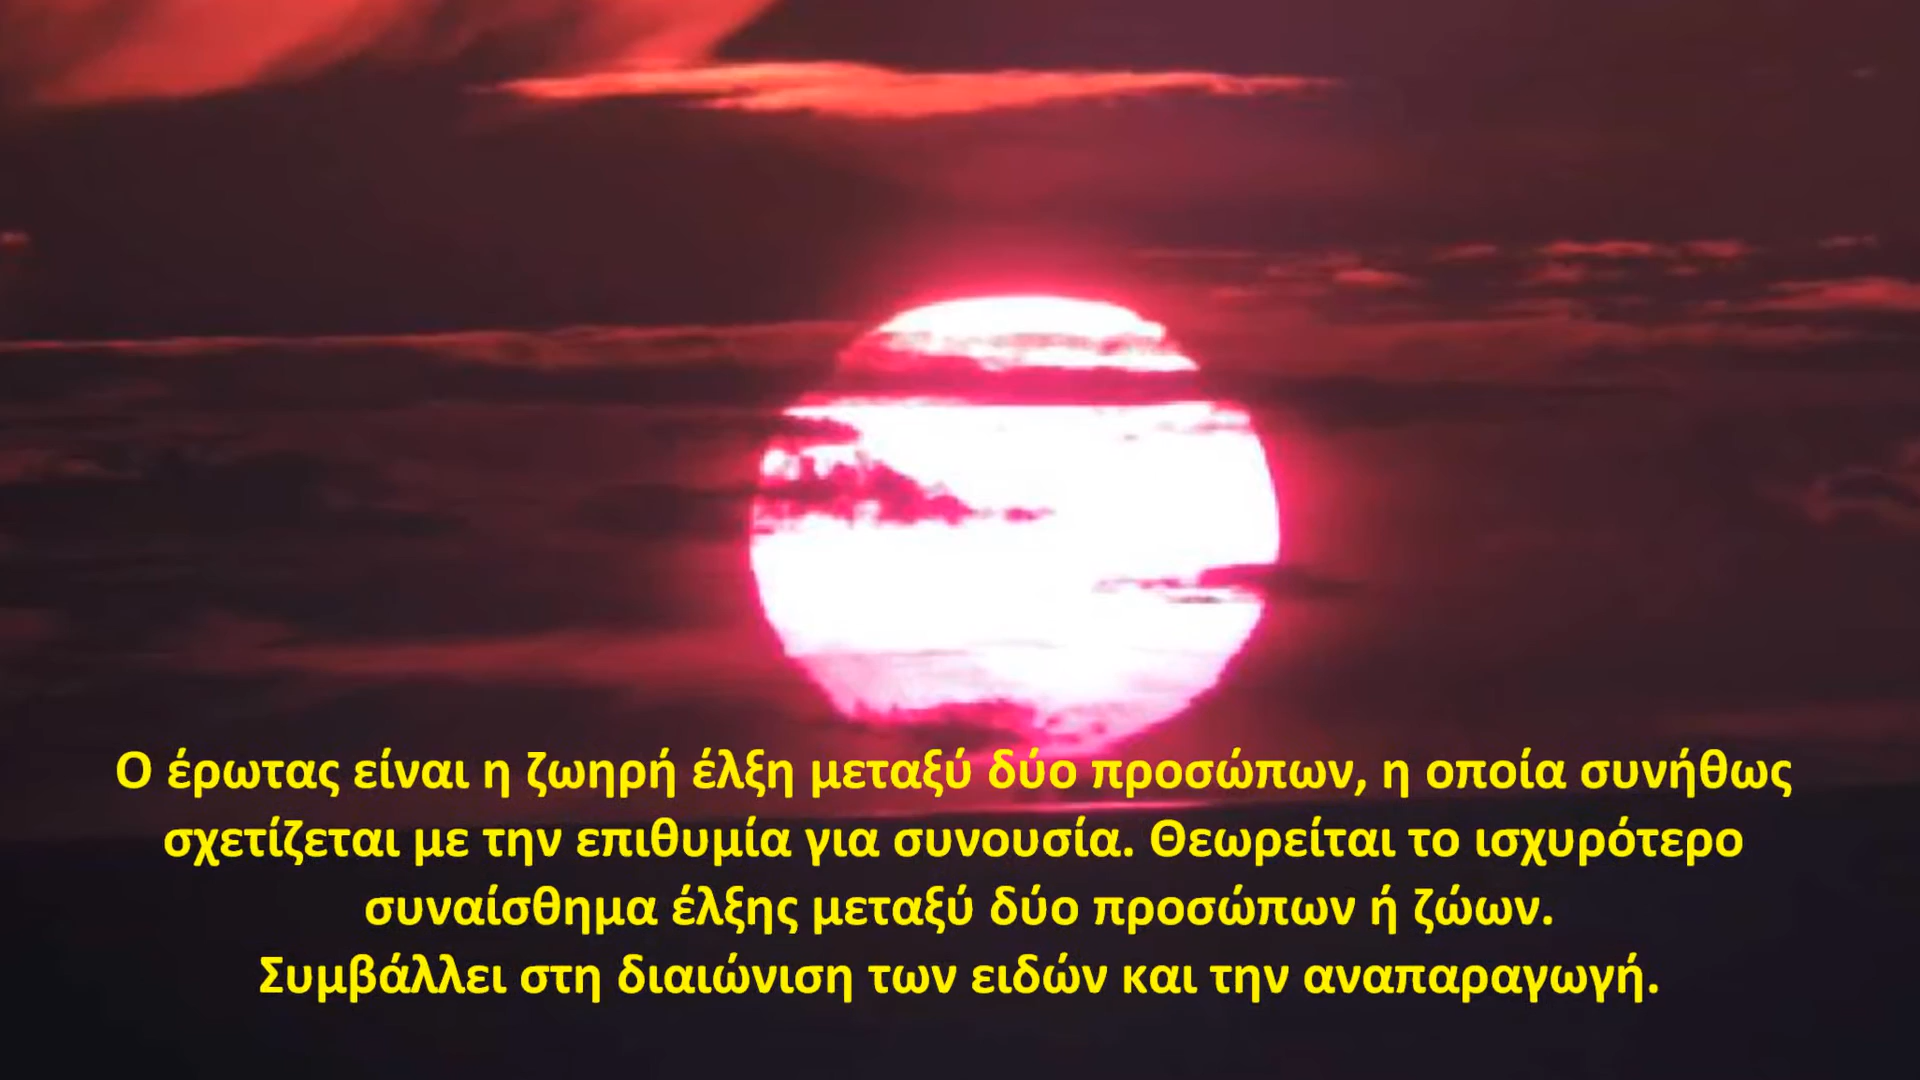 Ο έρωτας είναι η ζωηρή έλξη μεταξύ δύο προσώπων, η οποία συνήθως
σχετίζεται με την επιθυμία για συνουσία. Θεωρείται το ισχυρότερο
συναίσθημα έλξης μεταξύ δύο προσώπων ή ζώων.
Συμβάλλει στη διαιώνιση των ειδών και την αναπαραγωγή.